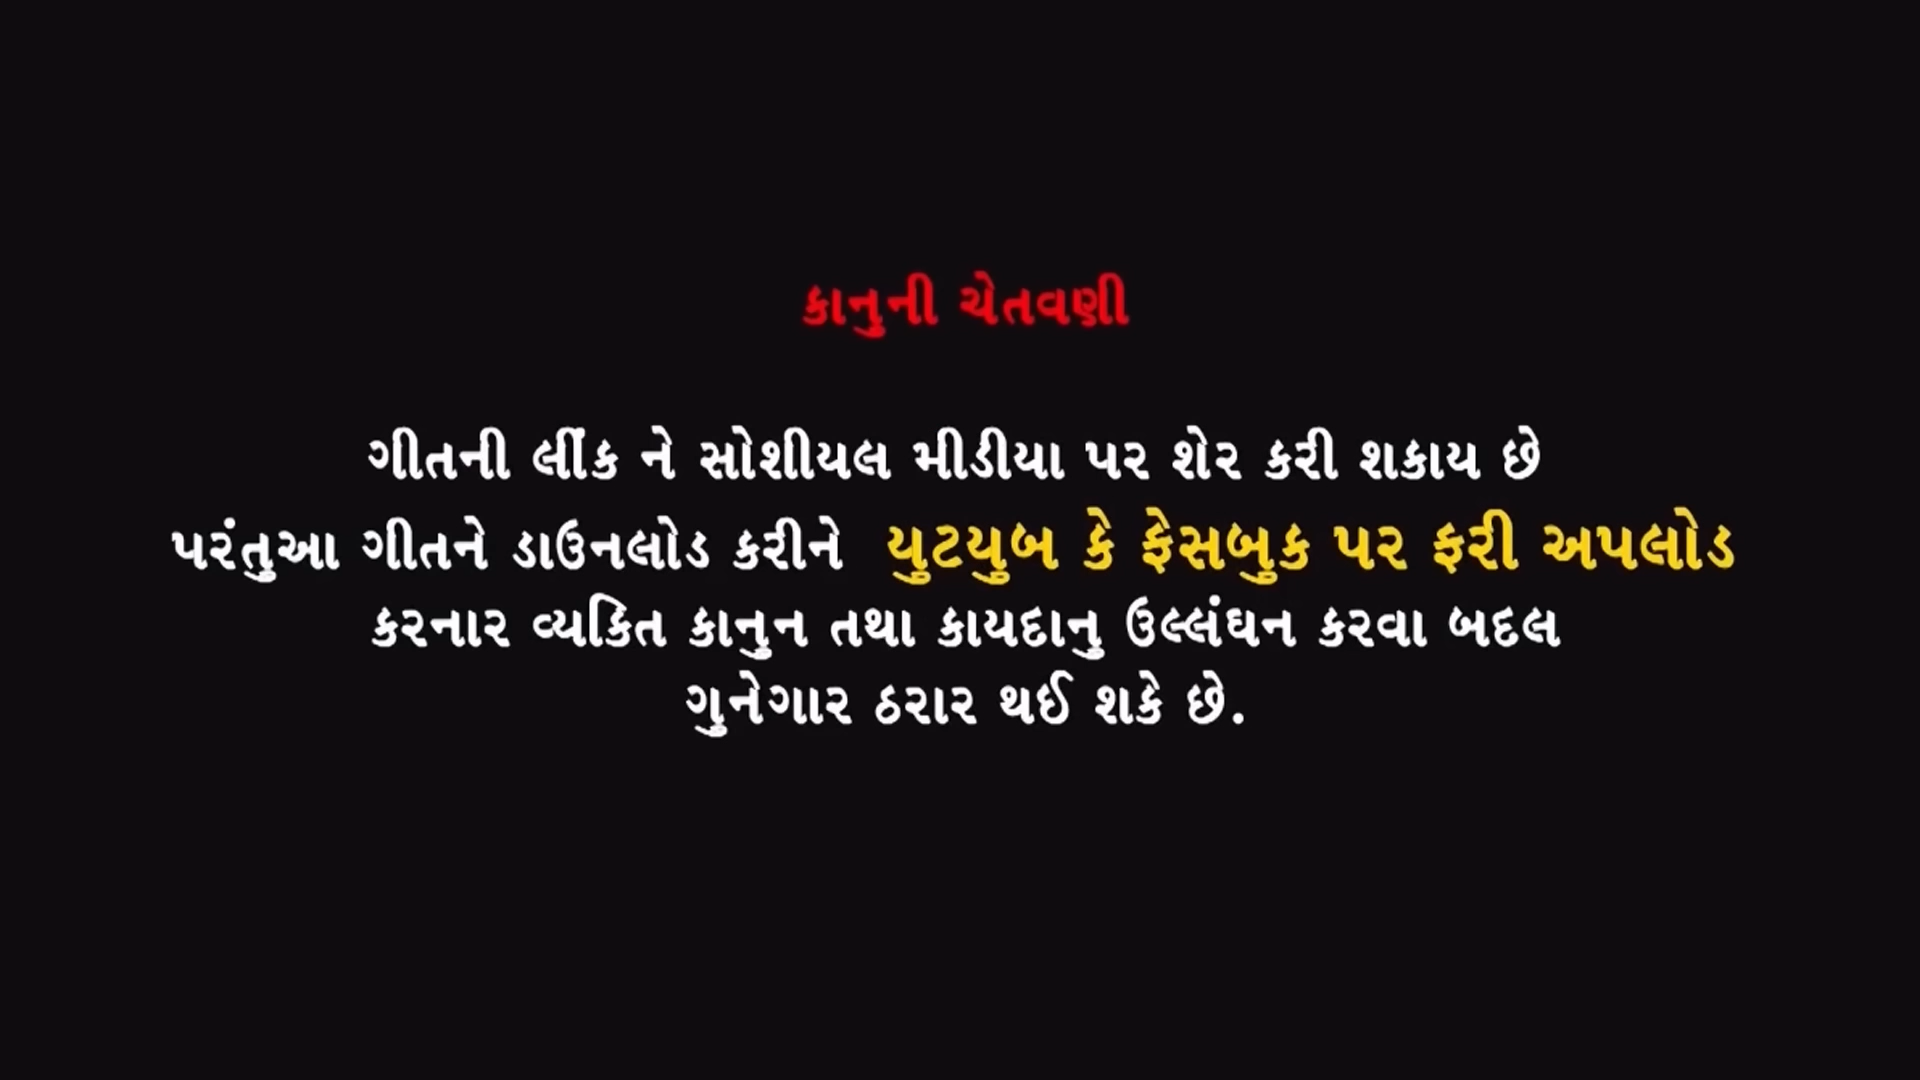 કાનુની ચેતવણી
ગીતની લીંક ને સોશીયલ મીડીયા પર શેર કરી શકાય છે
પરંતુઆ ગીતને ડાઉનલોડ કરીને યુટયુબ કે ફેસબુક પર ફરી અપલોડ
કરનાર વ્યકિત કાનુન તથા કાયદાનુ ઉલ્લંઘન કરવા બદલ
ગુનેગાર ઠરાર થઈ શકે છે.